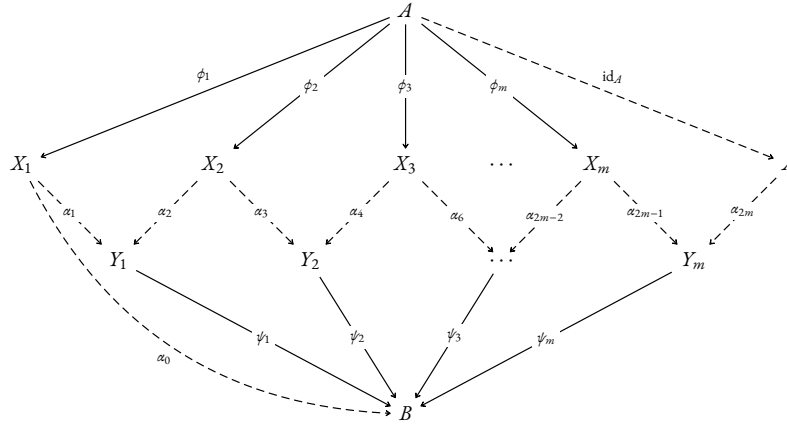 A
ϕ₁ ϕ₂ ϕ₃ ϕₘ id_A
X₁ X₂ X₃ ⋯ Xₘ
α₁ α₂ α₃ α₄ α₆ α₂ₘ₋₂ α₂ₘ₋₁ α₂ₘ
Y₁ Y₂ ⋯ Yₘ
ψ₁ ψ₂ ψ₃ ψₘ
α₀
B